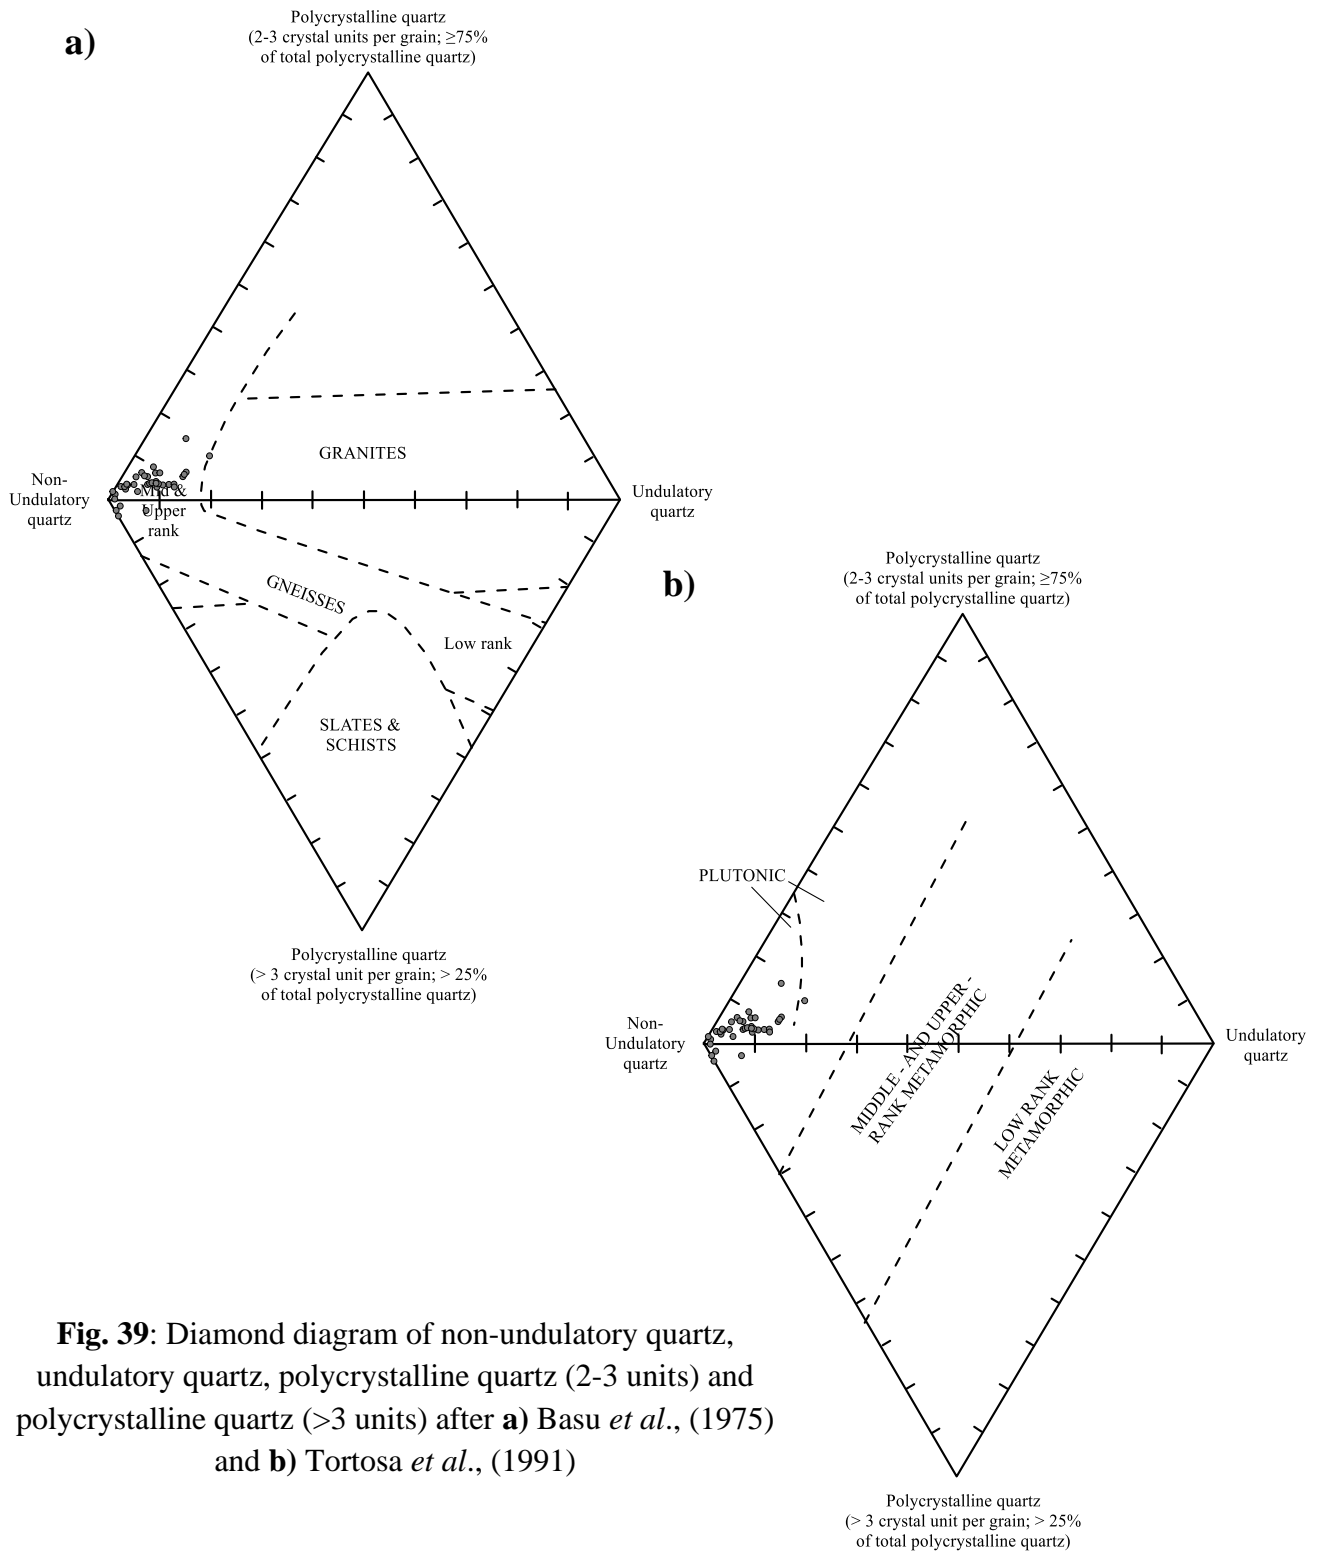 a)
Polycrystalline quartz
(2-3 crystal units per grain; ≥75%
of total polycrystalline quartz)
GRANITES
Non-
Undulatory
quartz
Mid &
Upper
rank
Undulatory
quartz
GNEISSES
Low rank
SLATES &
SCHISTS
Polycrystalline quartz
(> 3 crystal unit per grain; > 25%
of total polycrystalline quartz)
b)
Polycrystalline quartz
(2-3 crystal units per grain; ≥75%
of total polycrystalline quartz)
PLUTONIC
Non-
Undulatory
quartz
MIDDLE - AND UPPER -
RANK METAMORPHIC
LOW RANK
METAMORPHIC
Undulatory
quartz
Polycrystalline quartz
(> 3 crystal unit per grain; > 25%
of total polycrystalline quartz)
Fig. 39: Diamond diagram of non-undulatory quartz,
undulatory quartz, polycrystalline quartz (2-3 units) and
polycrystalline quartz (>3 units) after a) Basu et al., (1975)
and b) Tortosa et al., (1991)